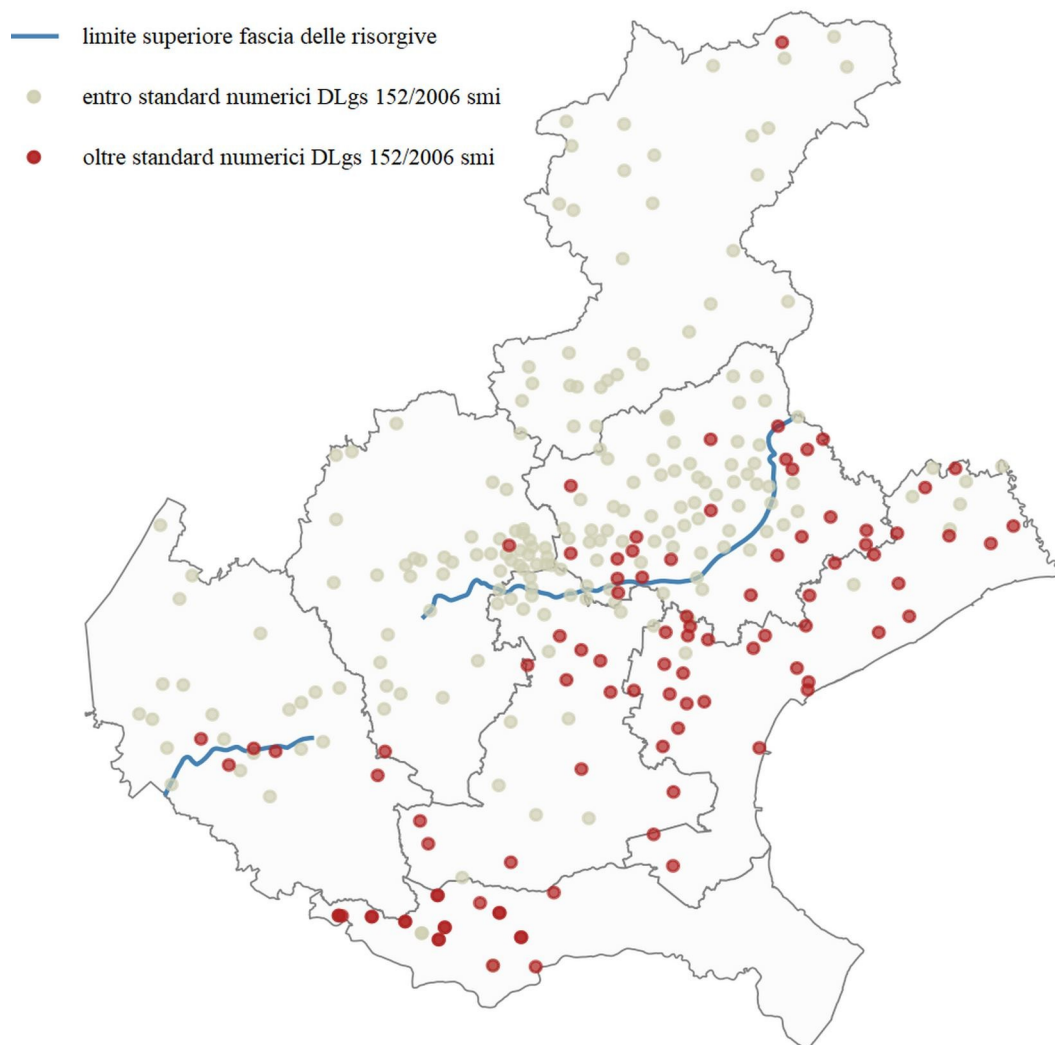 limite superiore fascia delle risorgive
entro standard numerici DLgs 152/2006 smi
oltre standard numerici DLgs 152/2006 smi